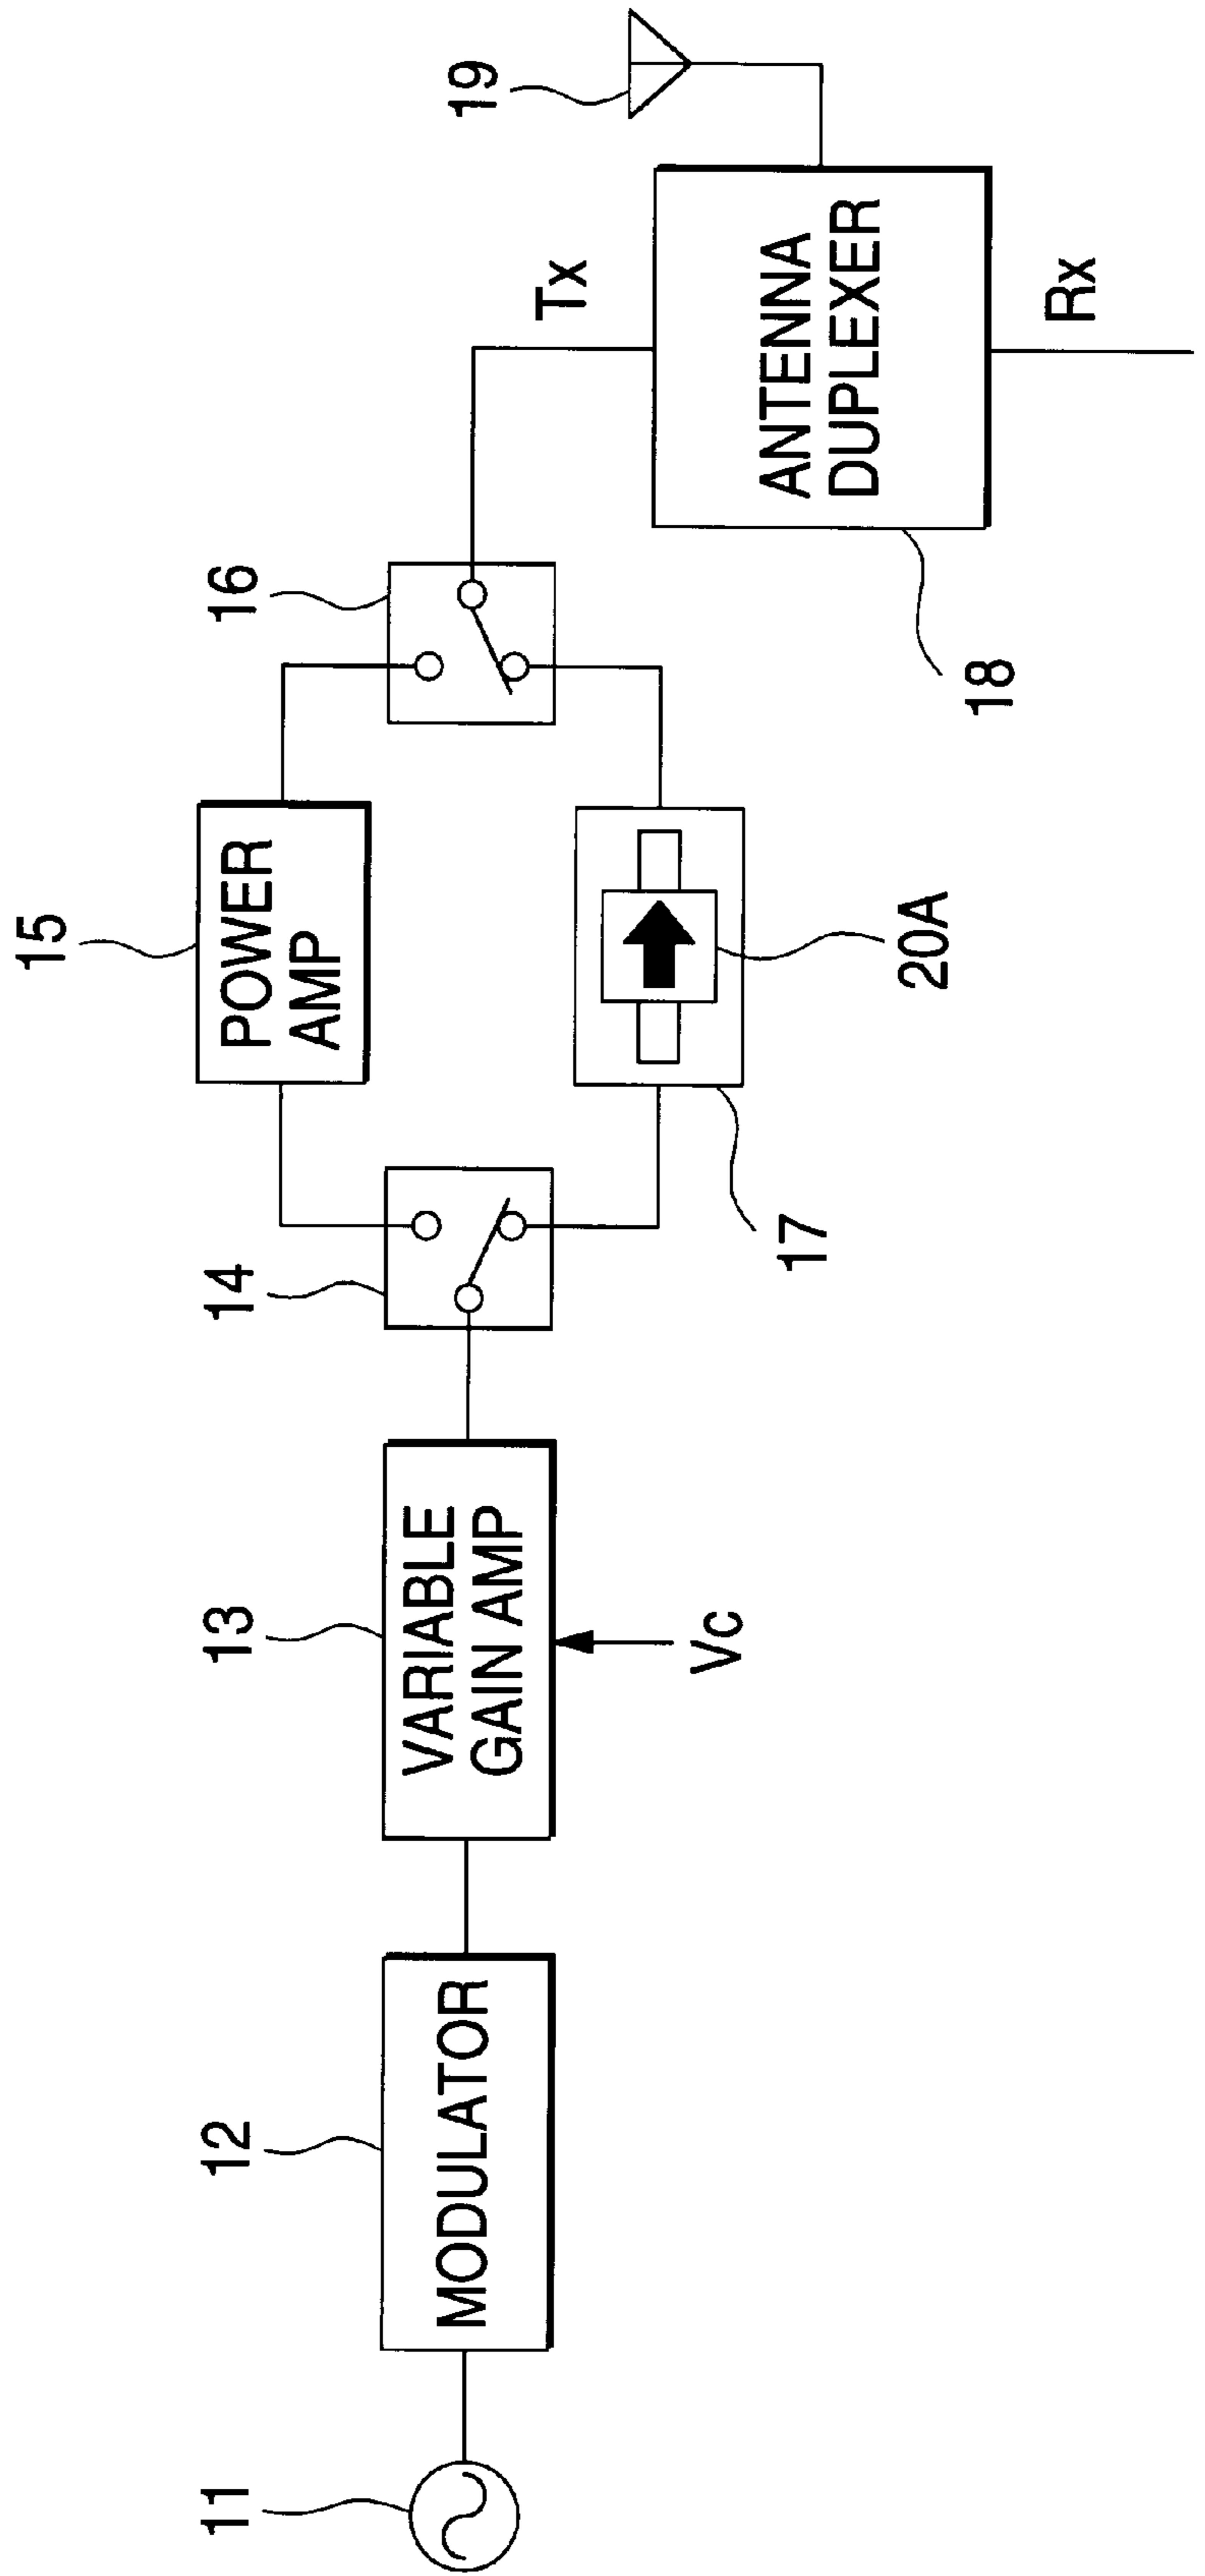 11
12
MODULATOR
13
VARIABLE
GAIN AMP
Vc
14
15
POWER
AMP
16
17
20A
Tx
18
ANTENNA
DUPLEXER
Rx
19